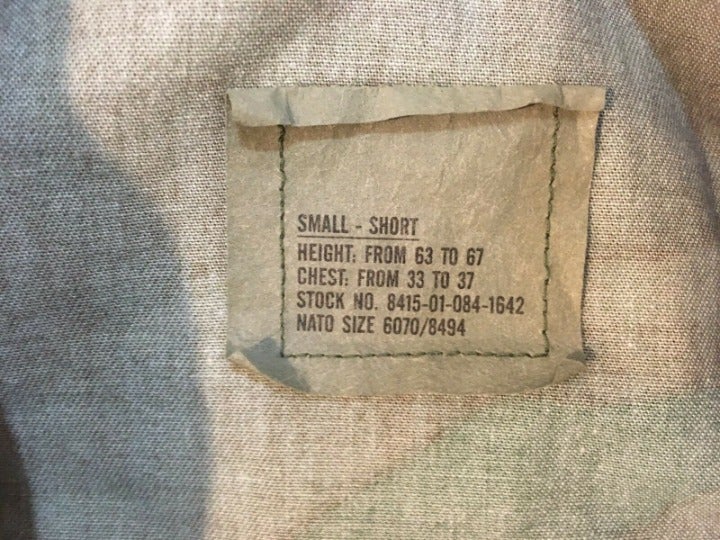 SMALL - SHORT
HEIGHT: FROM 63 TO 67
CHEST: FROM 33 TO 37
STOCK NO. 8415-01-084-1642
NATO SIZE 6070/8494